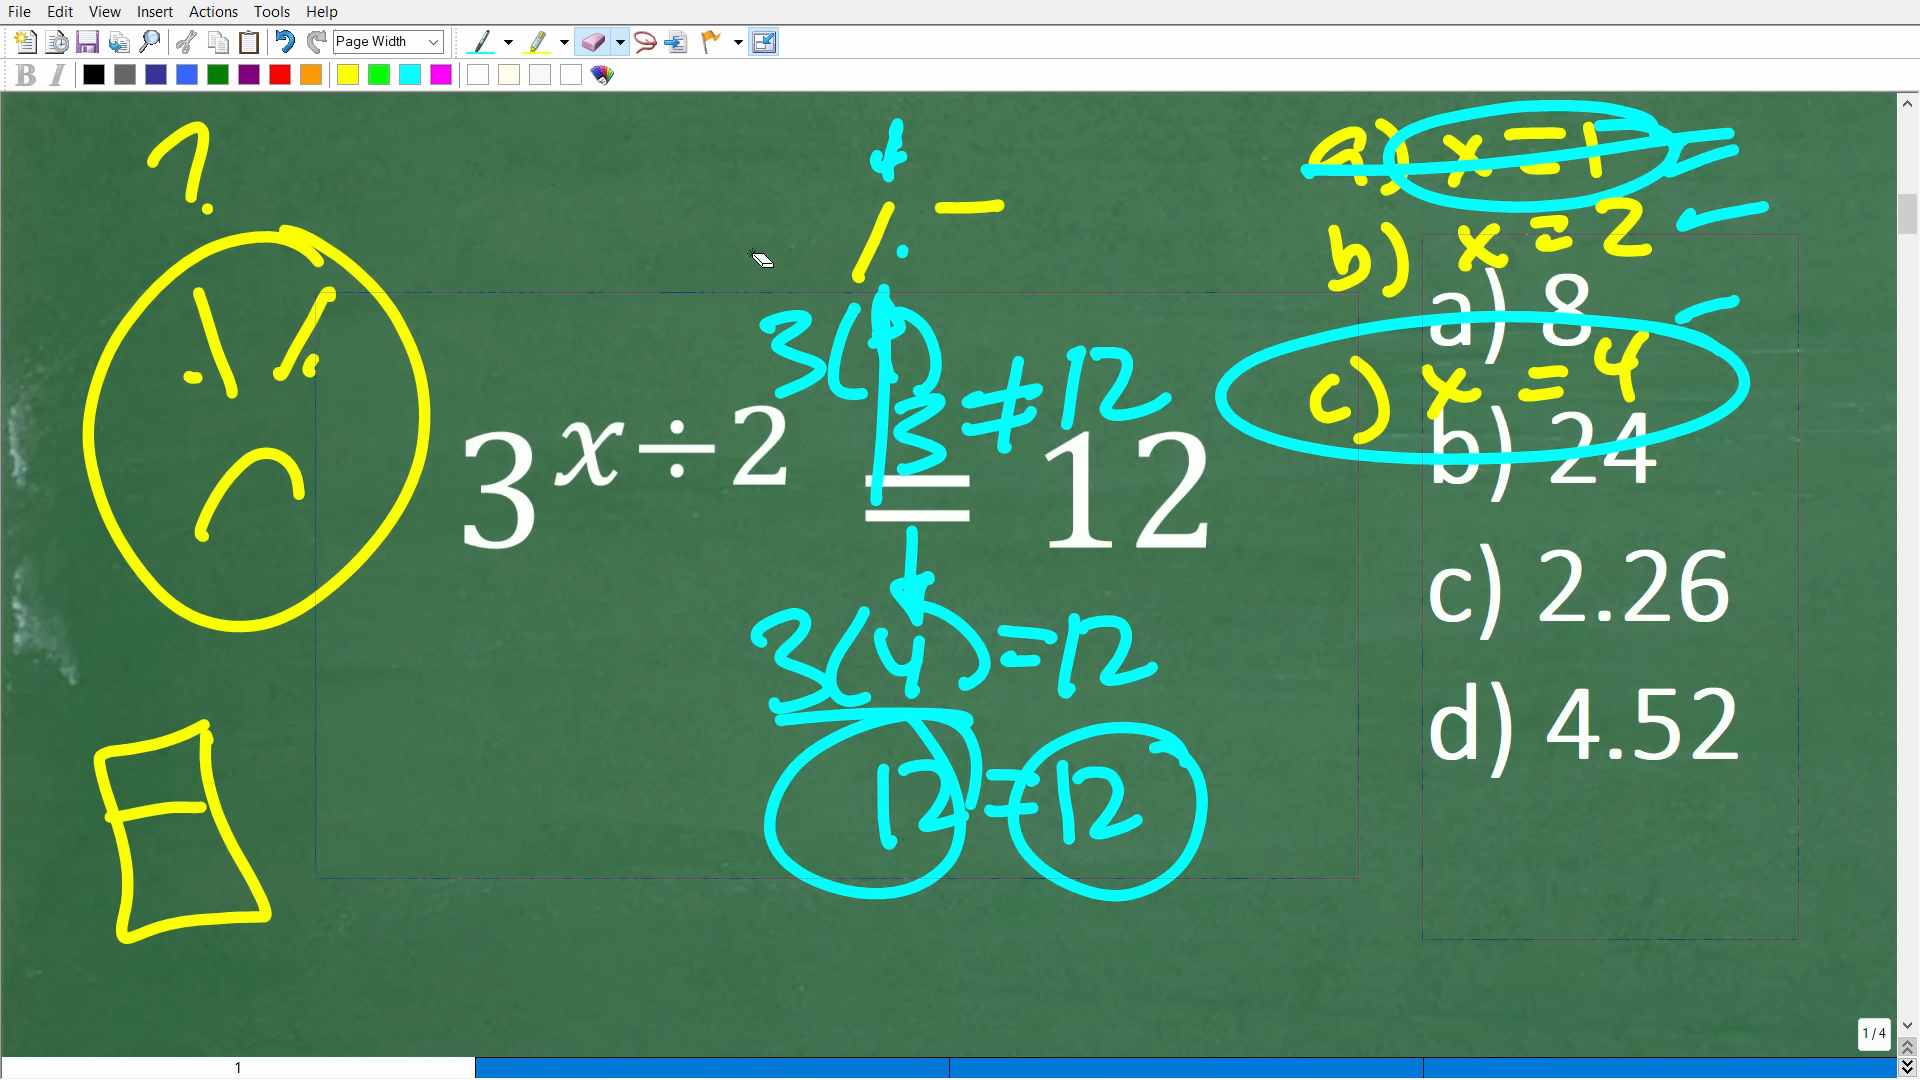 File Edit View Insert Actions Tools Help
Page Width
B I
?
a) x = 1
b) x = 2
c) x = 4
3(1)
3 ≠ 12
3^{x÷2} = 12
3(4) = 12
12 = 12
a) 8
b) 24
c) 2.26
d) 4.52
1 / 4
1